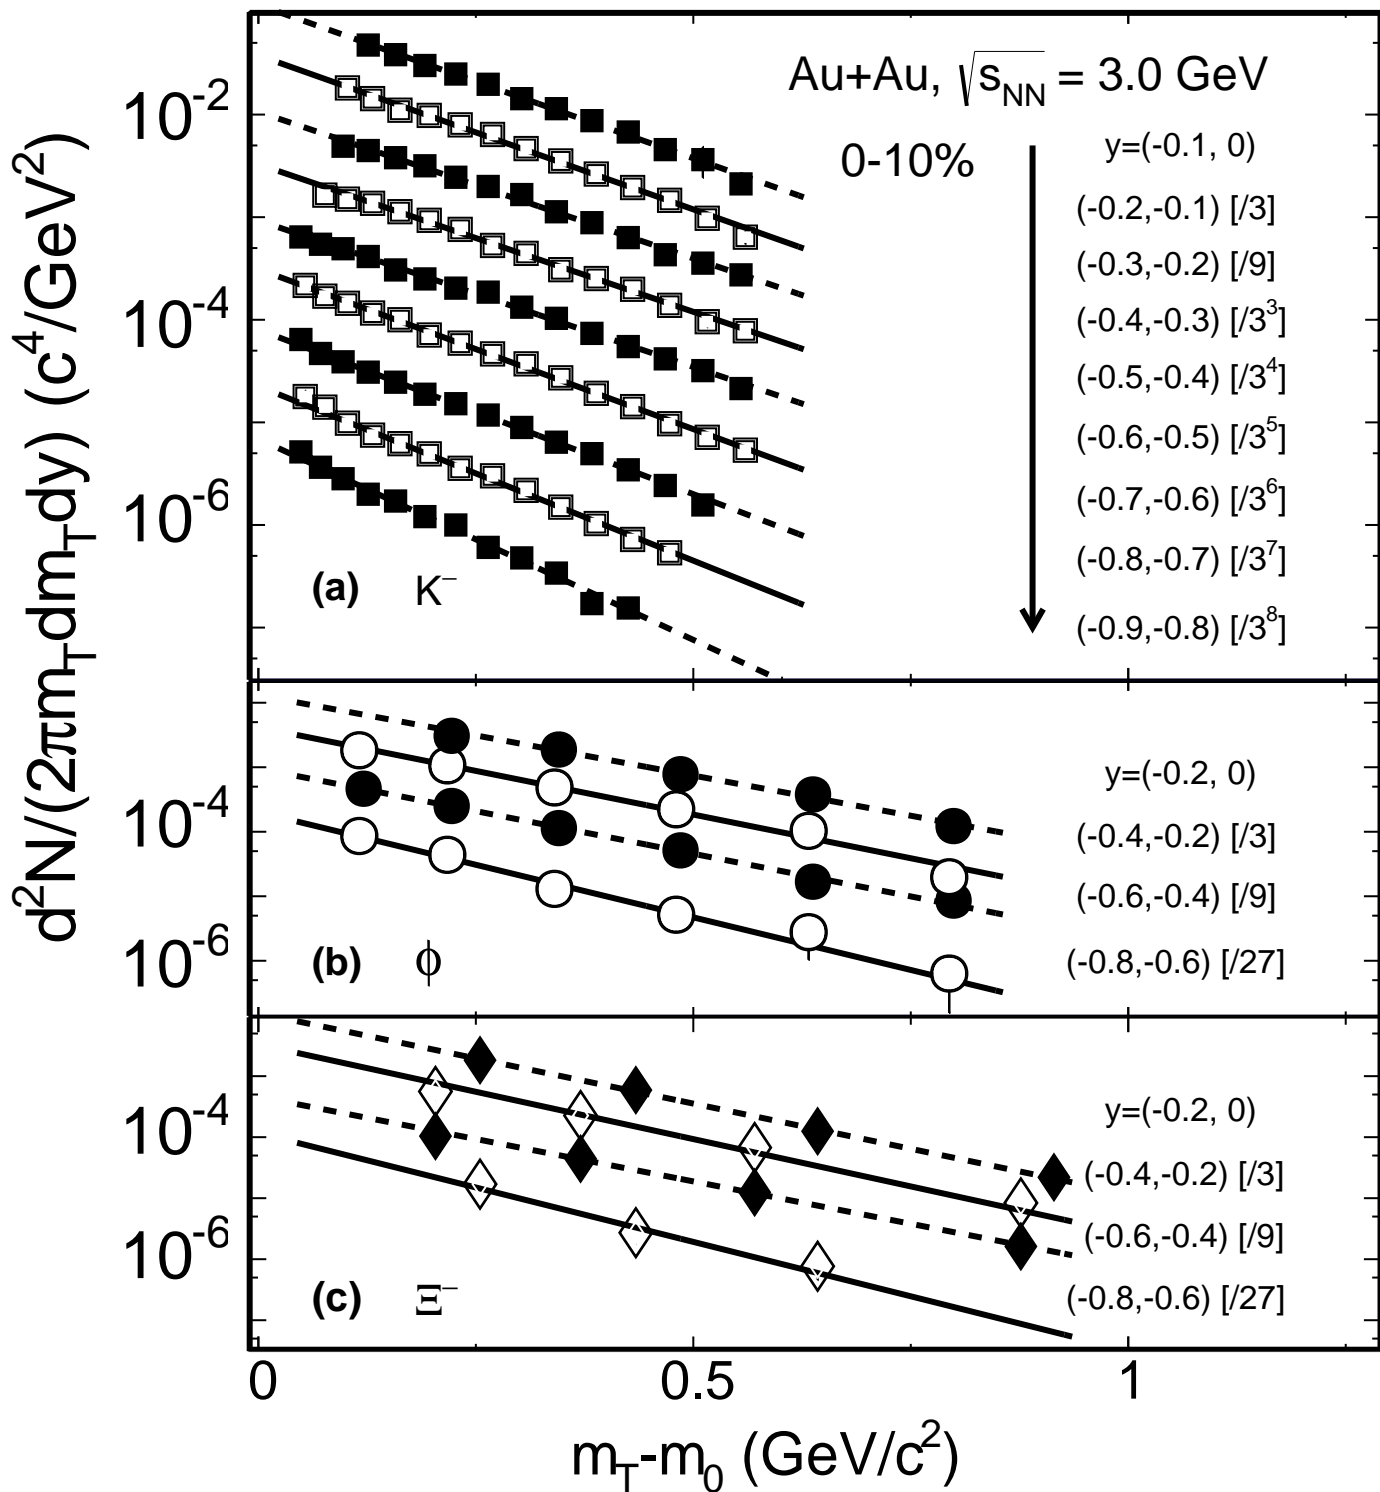 d²N/(2πm_Tdm_Tdy) (c⁴/GeV²)
Au+Au, √s_NN = 3.0 GeV
0-10%
10⁻²
10⁻⁴
10⁻⁶
y=(-0.1, 0)
(-0.2,-0.1) [/3]
(-0.3,-0.2) [/9]
(-0.4,-0.3) [/3³]
(-0.5,-0.4) [/3⁴]
(-0.6,-0.5) [/3⁵]
(-0.7,-0.6) [/3⁶]
(-0.8,-0.7) [/3⁷]
(-0.9,-0.8) [/3⁸]
(a) K⁻
10⁻⁴
10⁻⁶
y=(-0.2, 0)
(-0.4,-0.2) [/3]
(-0.6,-0.4) [/9]
(-0.8,-0.6) [/27]
(b) ϕ
10⁻⁴
10⁻⁶
y=(-0.2, 0)
(-0.4,-0.2) [/3]
(-0.6,-0.4) [/9]
(-0.8,-0.6) [/27]
(c) Ξ⁻
0 0.5 1
m_T-m₀ (GeV/c²)